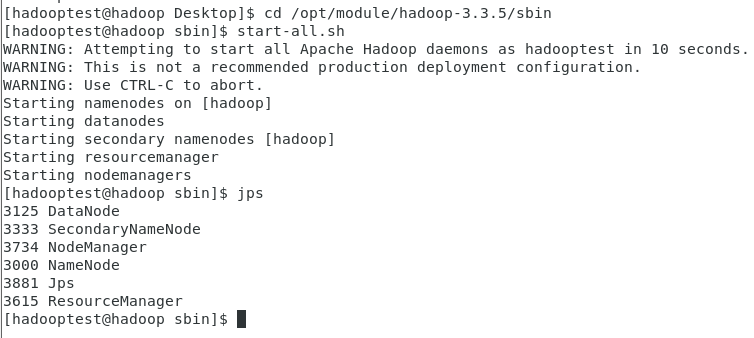 [hadooptest@hadoop Desktop]$ cd /opt/module/hadoop-3.3.5/sbin
[hadooptest@hadoop sbin]$ start-all.sh
WARNING: Attempting to start all Apache Hadoop daemons as hadooptest in 10 seconds.
WARNING: This is not a recommended production deployment configuration.
WARNING: Use CTRL-C to abort.
Starting namenodes on [hadoop]
Starting datanodes
Starting secondary namenodes [hadoop]
Starting resourcemanager
Starting nodemanagers
[hadooptest@hadoop sbin]$ jps
3125 DataNode
3333 SecondaryNameNode
3734 NodeManager
3000 NameNode
3881 Jps
3615 ResourceManager
[hadooptest@hadoop sbin]$